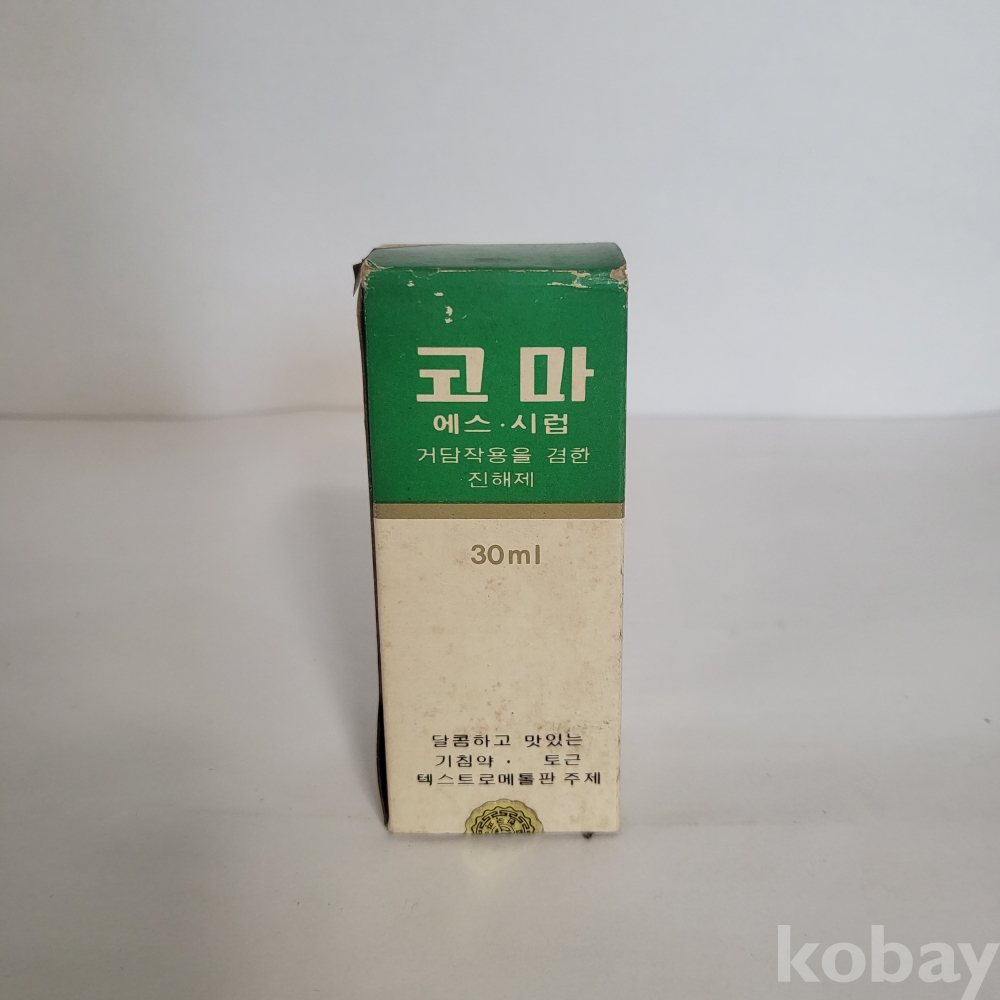 코마
에스·시럽
거담작용을 겸한
진해제
30ml
달콤하고 맛있는
기침약 · 토근
텍스트로메톨판 주제
kobay